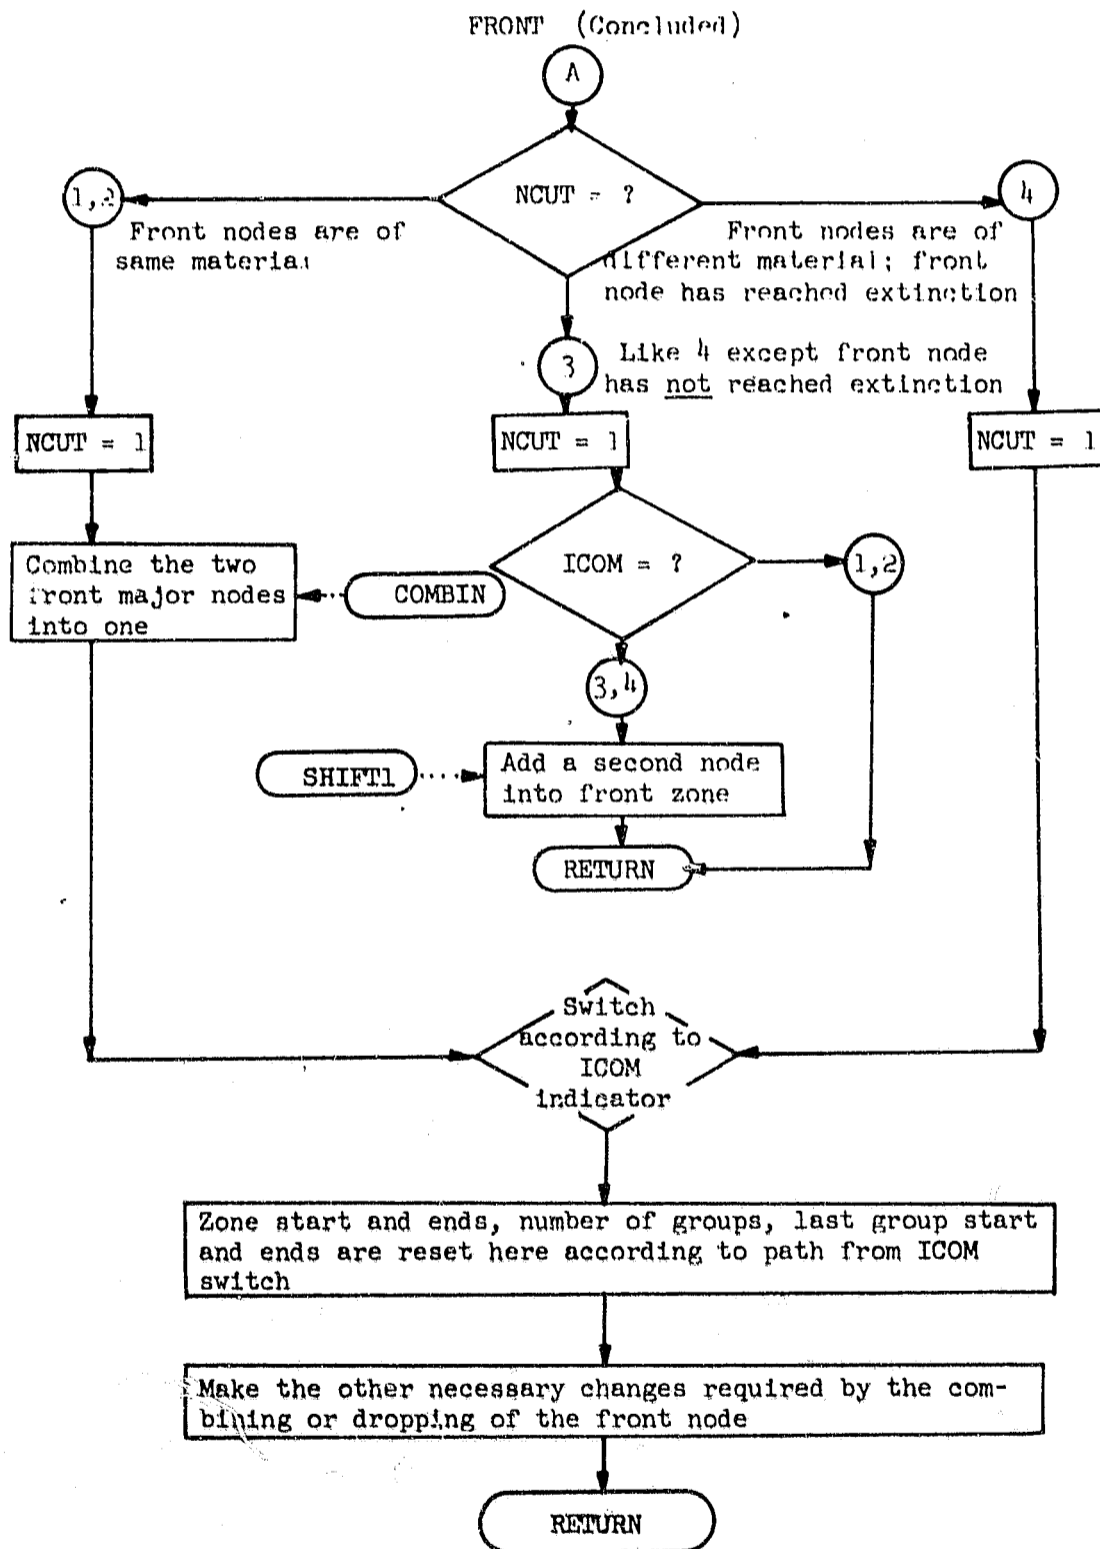 FRONT (Concluded)
A
NCUT = ?
1,2
4
Front nodes are of
same material
Front nodes are of
different material; front
node has reached extinction
3
Like 4 except front node
has not reached extinction
NCUT = 1
NCUT = 1
NCUT = 1
Combine the two
front major nodes
into one
COMBIN
ICOM = ?
1,2
3,4
SHIFT1
Add a second node
into front zone
RETURN
Switch
according to
ICOM
indicator
Zone start and ends, number of groups, last group start
and ends are reset here according to path from ICOM
switch
Make the other necessary changes required by the com-
bining or dropping of the front node
RETURN